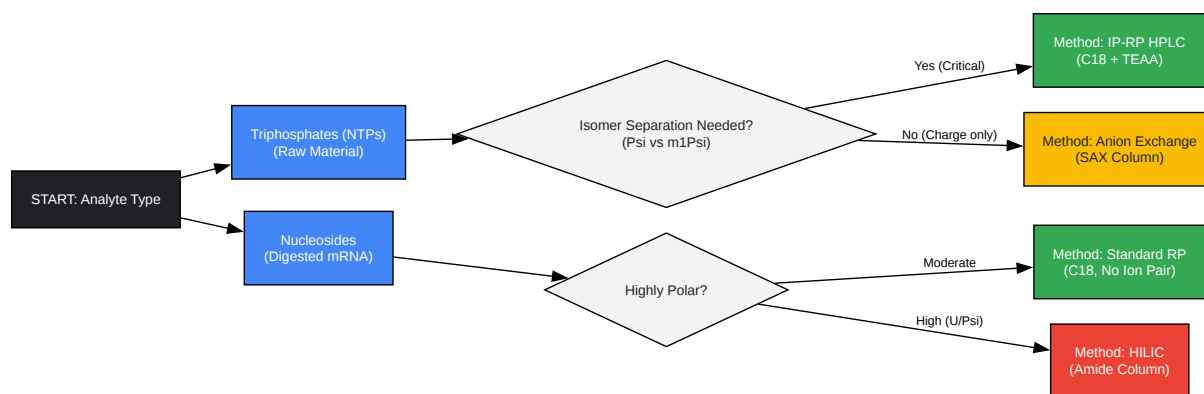 START: Analyte Type
Triphosphates (NTPs)
(Raw Material)
Nucleosides
(Digested mRNA)
Isomer Separation Needed?
(Psi vs m1Psi)
Highly Polar?
Yes (Critical)
No (Charge only)
Moderate
High (U/Psi)
Method: IP-RP HPLC
(C18 + TEAA)
Method: Anion Exchange
(SAX Column)
Method: Standard RP
(C18, No Ion Pair)
Method: HILIC
(Amide Column)